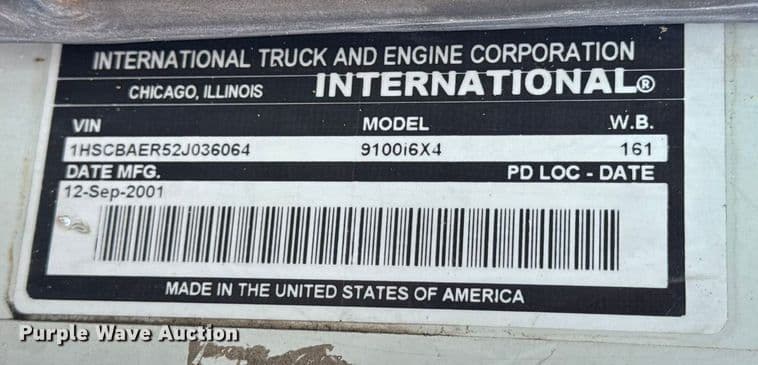 INTERNATIONAL TRUCK AND ENGINE CORPORATION
CHICAGO, ILLINOIS INTERNATIONAL®
VIN MODEL W.B.
1HSCBAER52J036064 9100i6X4 161
DATE MFG. PD LOC - DATE
12-Sep-2001
MADE IN THE UNITED STATES OF AMERICA
Purple Wave Auction